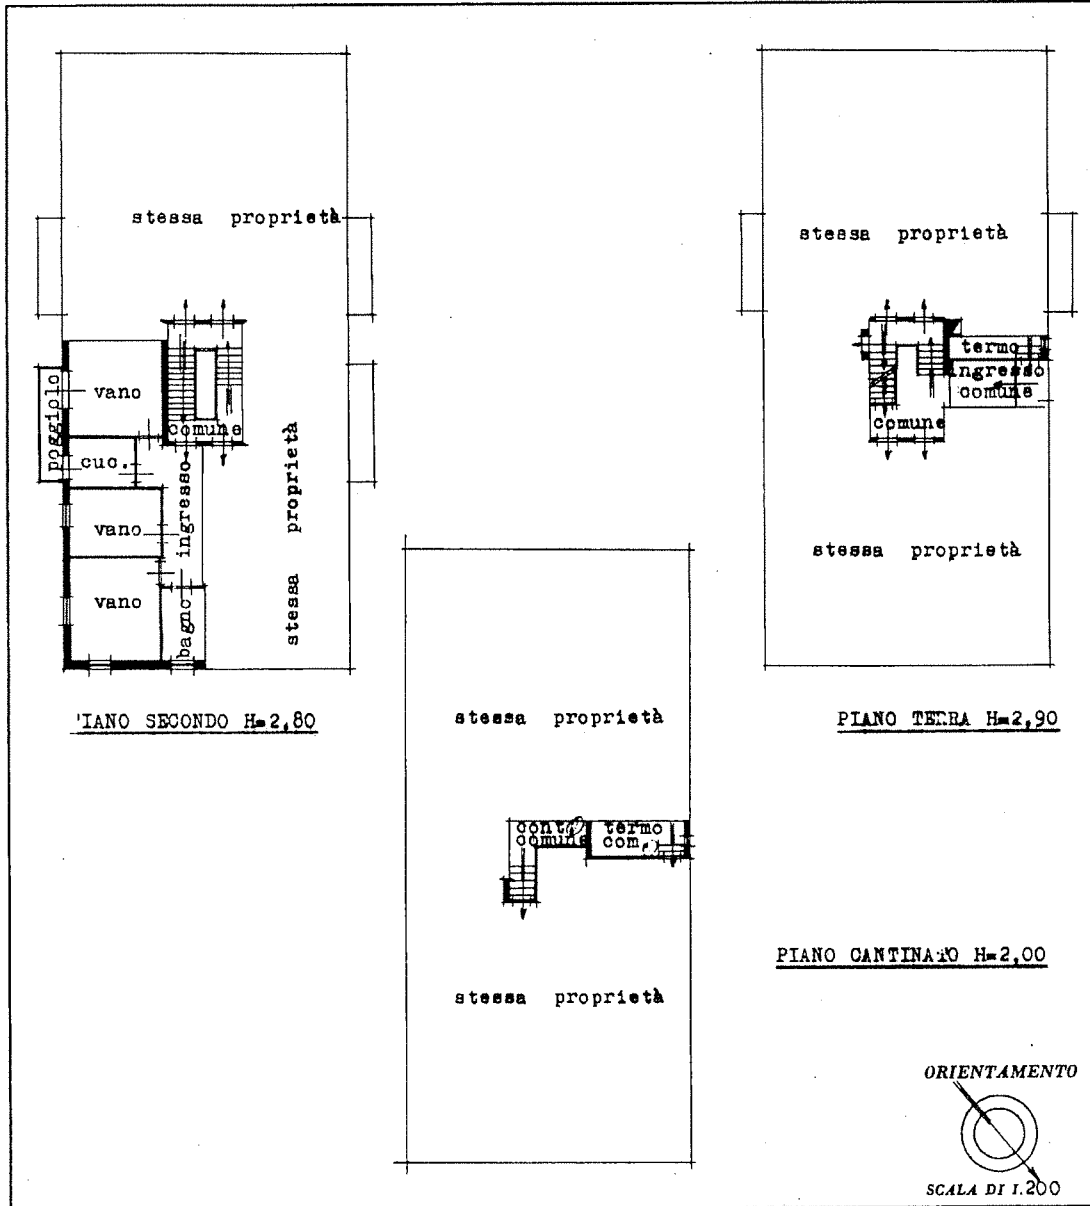 stessa proprietà
vano
poggiolo
comune
cuc.
ingresso
vano
vano
bagno
stessa proprietà
'IANO SECONDO H=2,80
stessa proprietà
termo
ingresso
comune
comune
stessa proprietà
PIANO TERRA H=2,90
stessa proprietà
termo
comune
com.
stessa proprietà
PIANO CANTINATO H=2,00
ORIENTAMENTO
SCALA DI 1.200